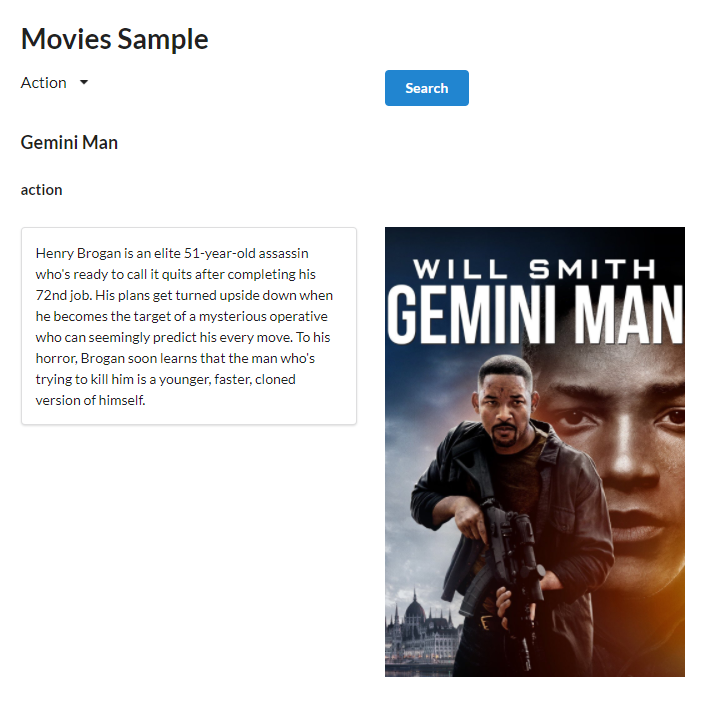 Movies Sample
Action
Search
Gemini Man
action
Henry Brogan is an elite 51-year-old assassin
who's ready to call it quits after completing his
72nd job. His plans get turned upside down when
he becomes the target of a mysterious operative
who can seemingly predict his every move. To his
horror, Brogan soon learns that the man who's
trying to kill him is a younger, faster, cloned
version of himself.
WILL SMITH
GEMINI MAN